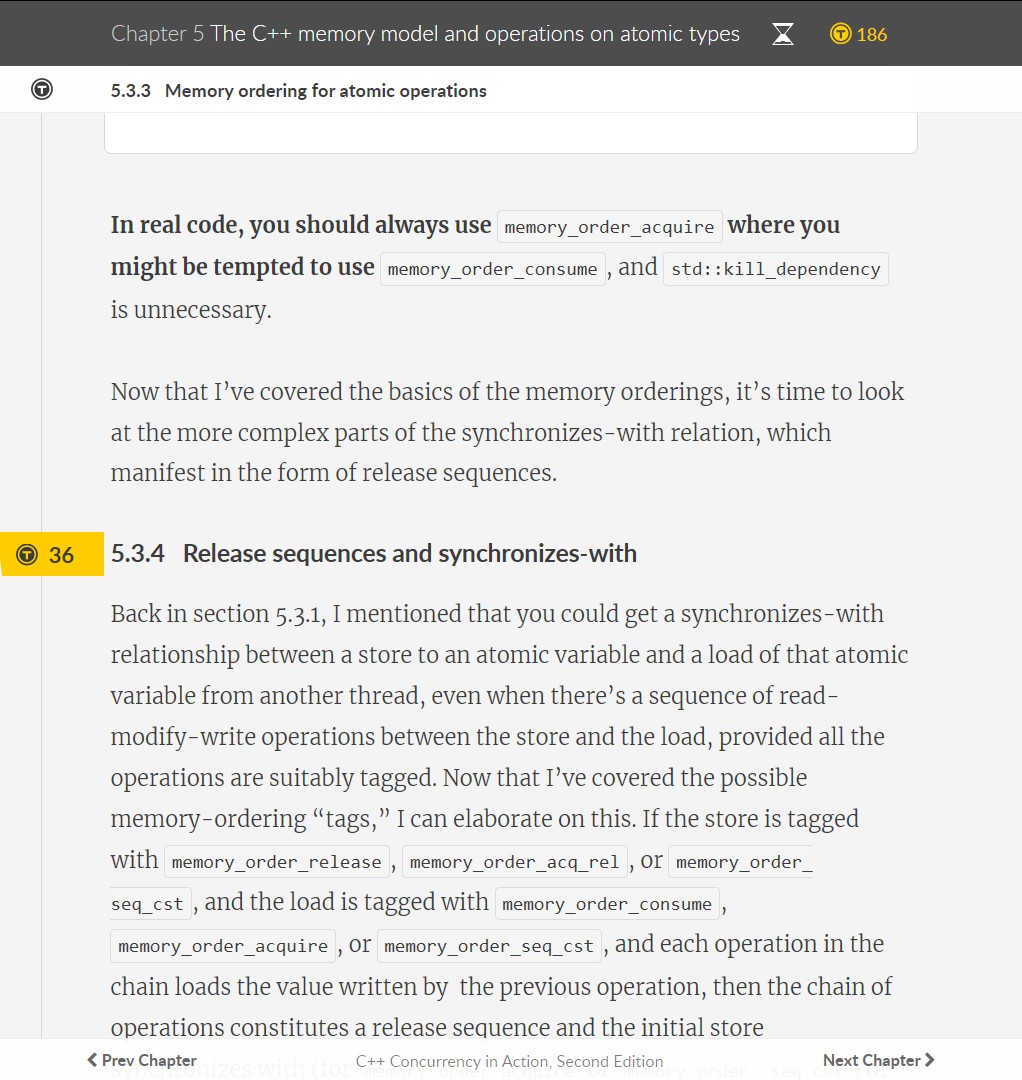 Chapter 5 The C++ memory model and operations on atomic types 186
5.3.3 Memory ordering for atomic operations
In real code, you should always use memory_order_acquire where you
might be tempted to use memory_order_consume, and std::kill_dependency
is unnecessary.
Now that I’ve covered the basics of the memory orderings, it’s time to look
at the more complex parts of the synchronizes-with relation, which
manifest in the form of release sequences.
36 5.3.4 Release sequences and synchronizes-with
Back in section 5.3.1, I mentioned that you could get a synchronizes-with
relationship between a store to an atomic variable and a load of that atomic
variable from another thread, even when there’s a sequence of read-
modify-write operations between the store and the load, provided all the
operations are suitably tagged. Now that I’ve covered the possible
memory-ordering “tags,” I can elaborate on this. If the store is tagged
with memory_order_release, memory_order_acq_rel, or memory_order_
seq_cst, and the load is tagged with memory_order_consume,
memory_order_acquire, or memory_order_seq_cst, and each operation in the
chain loads the value written by the previous operation, then the chain of
operations constitutes a release sequence and the initial store
synchronizes with (for memory_order_acquire or memory_order_seq_cst) or
Prev Chapter C++ Concurrency in Action, Second Edition Next Chapter